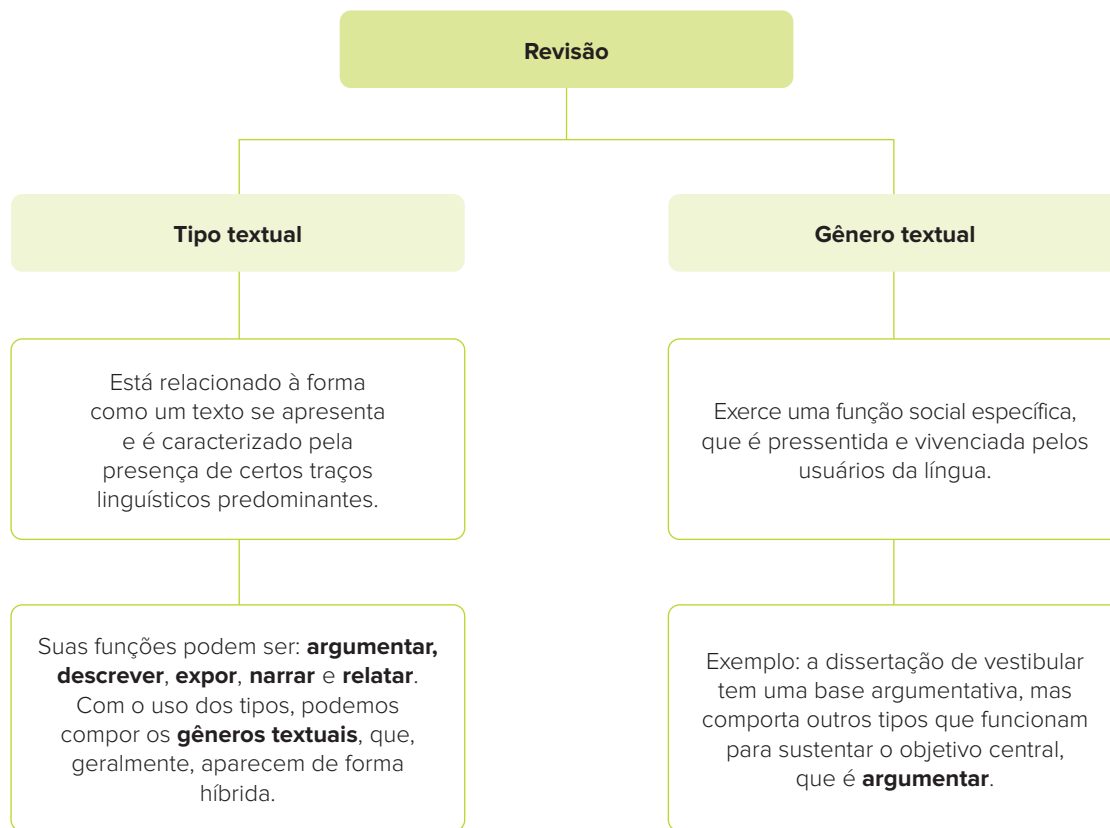 Revisão
Tipo textual
Está relacionado à forma
como um texto se apresenta
e é caracterizado pela
presença de certos traços
linguísticos predominantes.
Suas funções podem ser: argumentar,
descrever, expor, narrar e relatar.
Com o uso dos tipos, podemos
compor os gêneros textuais, que,
geralmente, aparecem de forma
híbrida.
Gênero textual
Exerce uma função social específica,
que é pressentida e vivenciada pelos
usuários da língua.
Exemplo: a dissertação de vestibular
tem uma base argumentativa, mas
comporta outros tipos que funcionam
para sustentar o objetivo central,
que é argumentar.